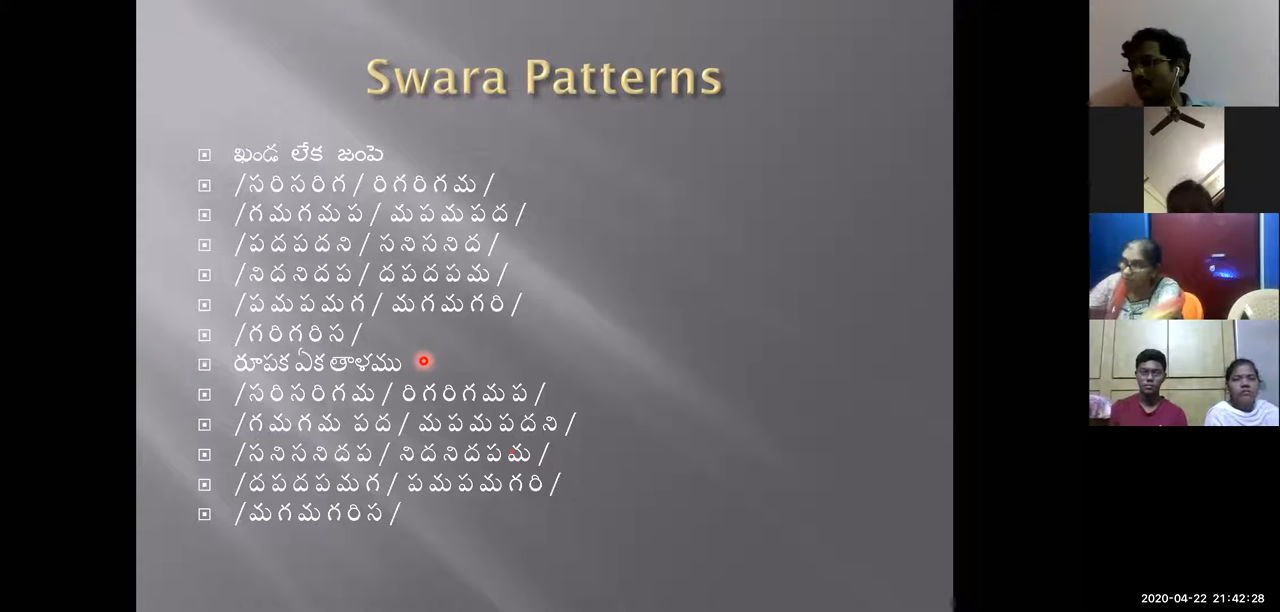 Swara Patterns
ఖండ లేక జంపె
/సరిసరిగ/ రిగరిగమ/
/గమగమప/ మపమపద/
/పదపదని/ సనిసనిద/
/నిదనిదప/ దపదపమ/
/పమపమగ/ మగమగరి/
/గరిగరిస/
రూపక ఏక తాళము
/సరిసరిగమ/ రిగరిగమప/
/గమగమ పద/ మపమపదని/
/సనిసనిదప/ నిదనిదపమ/
/దపదపమగ/ పమపమగరి/
/మగమగరిస/
2020-04-22 21:42:28